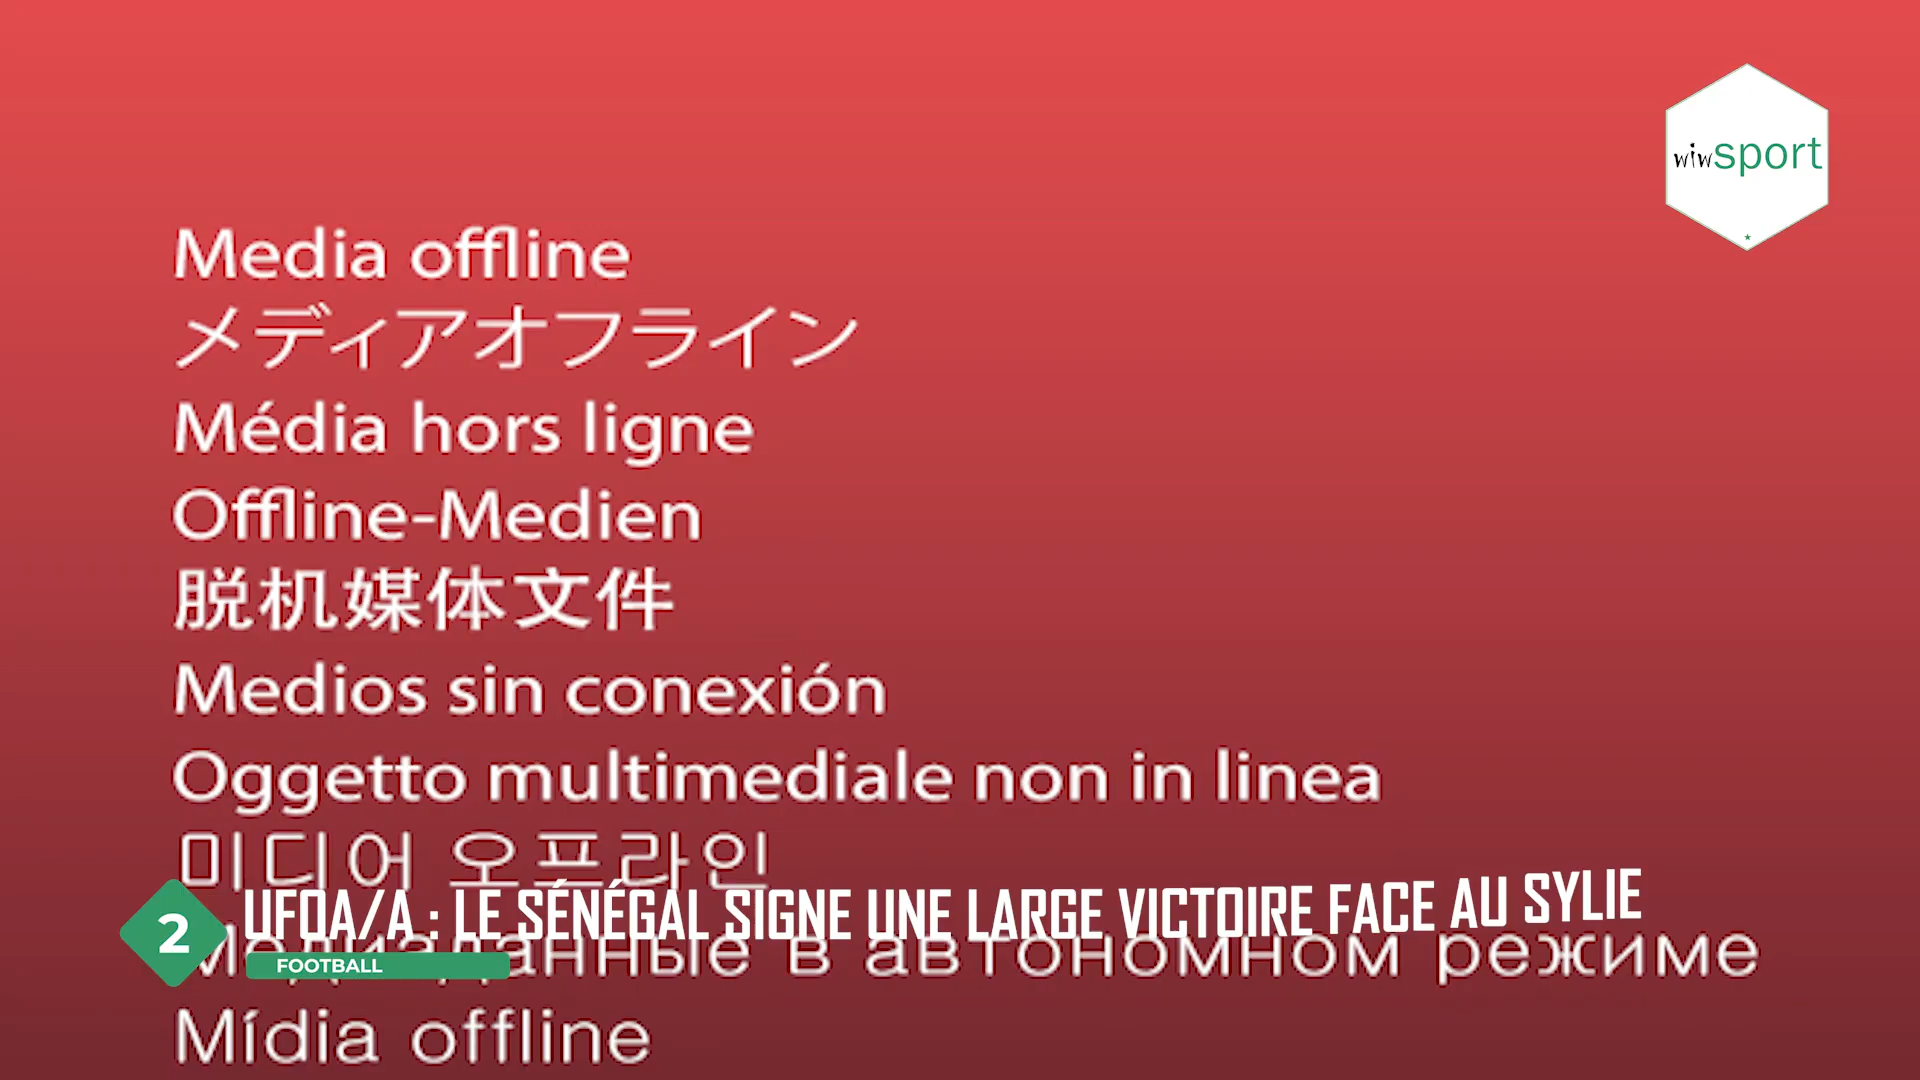 wiwsport
Media offline
メディアオフライン
Média hors ligne
Offline-Medien
脱机媒体文件
Medios sin conexión
Oggetto multimediale non in linea
미디어 오프라인
2
UFOA/A : LE SÉNÉGAL SIGNE UNE LARGE VICTOIRE FACE AU SYLIE
Медиаданные в автономном режиме
FOOTBALL
Mídia offline